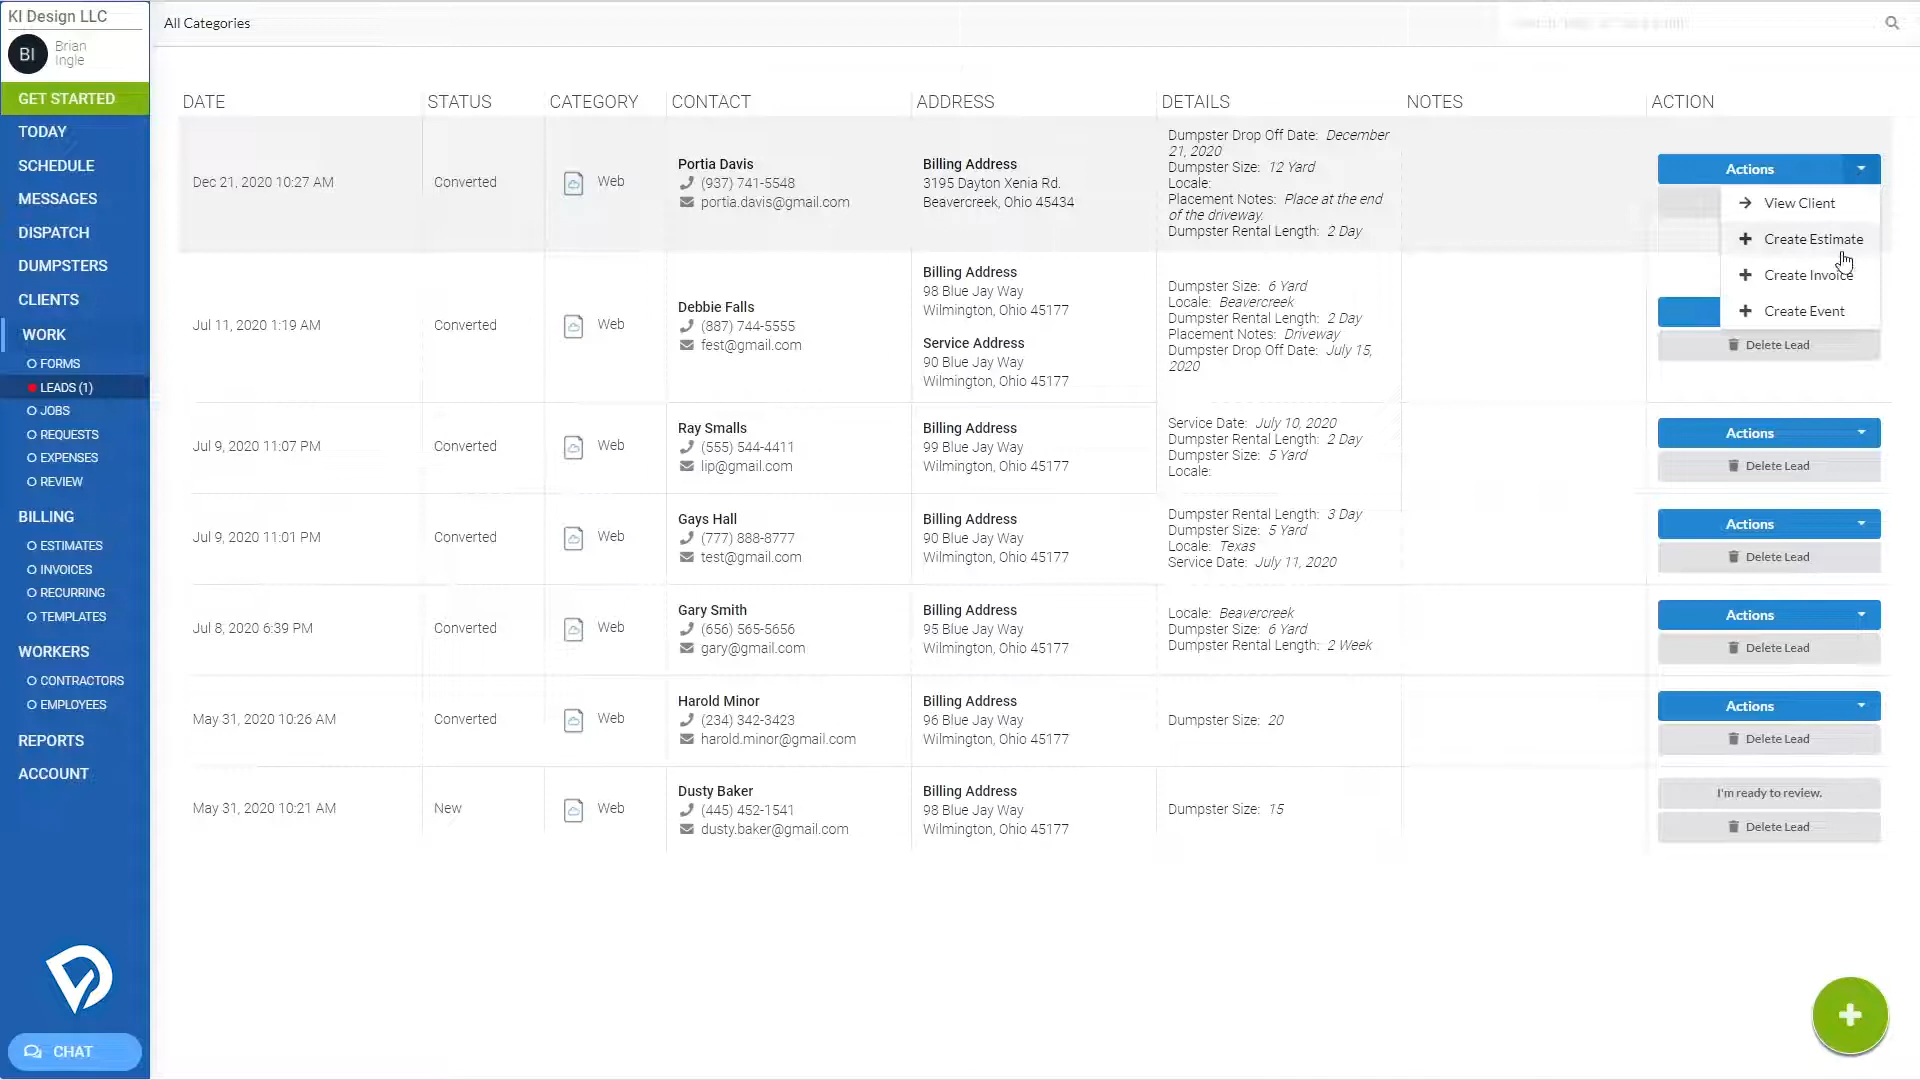 KI Design LLC
BI
Brian
Ingle
GET STARTED
TODAY
SCHEDULE
MESSAGES
DISPATCH
DUMPSTERS
CLIENTS
WORK
FORMS
LEADS (1)
JOBS
REQUESTS
EXPENSES
REVIEW
BILLING
ESTIMATES
INVOICES
RECURRING
TEMPLATES
WORKERS
CONTRACTORS
EMPLOYEES
REPORTS
ACCOUNT
CHAT
All Categories
DATE STATUS CATEGORY CONTACT ADDRESS DETAILS NOTES ACTION
Dec 21, 2020 10:27 AM
Converted
Web
Portia Davis
(937) 741-5548
portia.davis@gmail.com
Billing Address
3195 Dayton Xenia Rd.
Beavercreek, Ohio 45434
Dumpster Drop Off Date: December
21, 2020
Dumpster Size: 12 Yard
Locale:
Placement Notes: Place at the end
of the driveway.
Dumpster Rental Length: 2 Day
Actions
View Client
Create Estimate
Create Invoice
Create Event
Jul 11, 2020 1:19 AM
Converted
Web
Debbie Falls
(887) 744-5555
fest@gmail.com
Billing Address
98 Blue Jay Way
Wilmington, Ohio 45177
Service Address
90 Blue Jay Way
Wilmington, Ohio 45177
Dumpster Size: 6 Yard
Locale: Beavercreek
Dumpster Rental Length: 2 Day
Placement Notes: Driveway
Dumpster Drop Off Date: July 15,
2020
Delete Lead
Jul 9, 2020 11:07 PM
Converted
Web
Ray Smalls
(555) 544-4411
lip@gmail.com
Billing Address
99 Blue Jay Way
Wilmington, Ohio 45177
Service Date: July 10, 2020
Dumpster Rental Length: 2 Day
Dumpster Size: 5 Yard
Locale:
Actions
Delete Lead
Jul 9, 2020 11:01 PM
Converted
Web
Gays Hall
(777) 888-8777
test@gmail.com
Billing Address
90 Blue Jay Way
Wilmington, Ohio 45177
Dumpster Rental Length: 3 Day
Dumpster Size: 5 Yard
Locale: Texas
Service Date: July 11, 2020
Actions
Delete Lead
Jul 8, 2020 6:39 PM
Converted
Web
Gary Smith
(656) 565-5656
gary@gmail.com
Billing Address
95 Blue Jay Way
Wilmington, Ohio 45177
Locale: Beavercreek
Dumpster Size: 6 Yard
Dumpster Rental Length: 2 Week
Actions
Delete Lead
May 31, 2020 10:26 AM
Converted
Web
Harold Minor
(234) 342-3423
harold.minor@gmail.com
Billing Address
96 Blue Jay Way
Wilmington, Ohio 45177
Dumpster Size: 20
Actions
Delete Lead
May 31, 2020 10:21 AM
New
Web
Dusty Baker
(445) 452-1541
dusty.baker@gmail.com
Billing Address
98 Blue Jay Way
Wilmington, Ohio 45177
Dumpster Size: 15
I'm ready to review.
Delete Lead